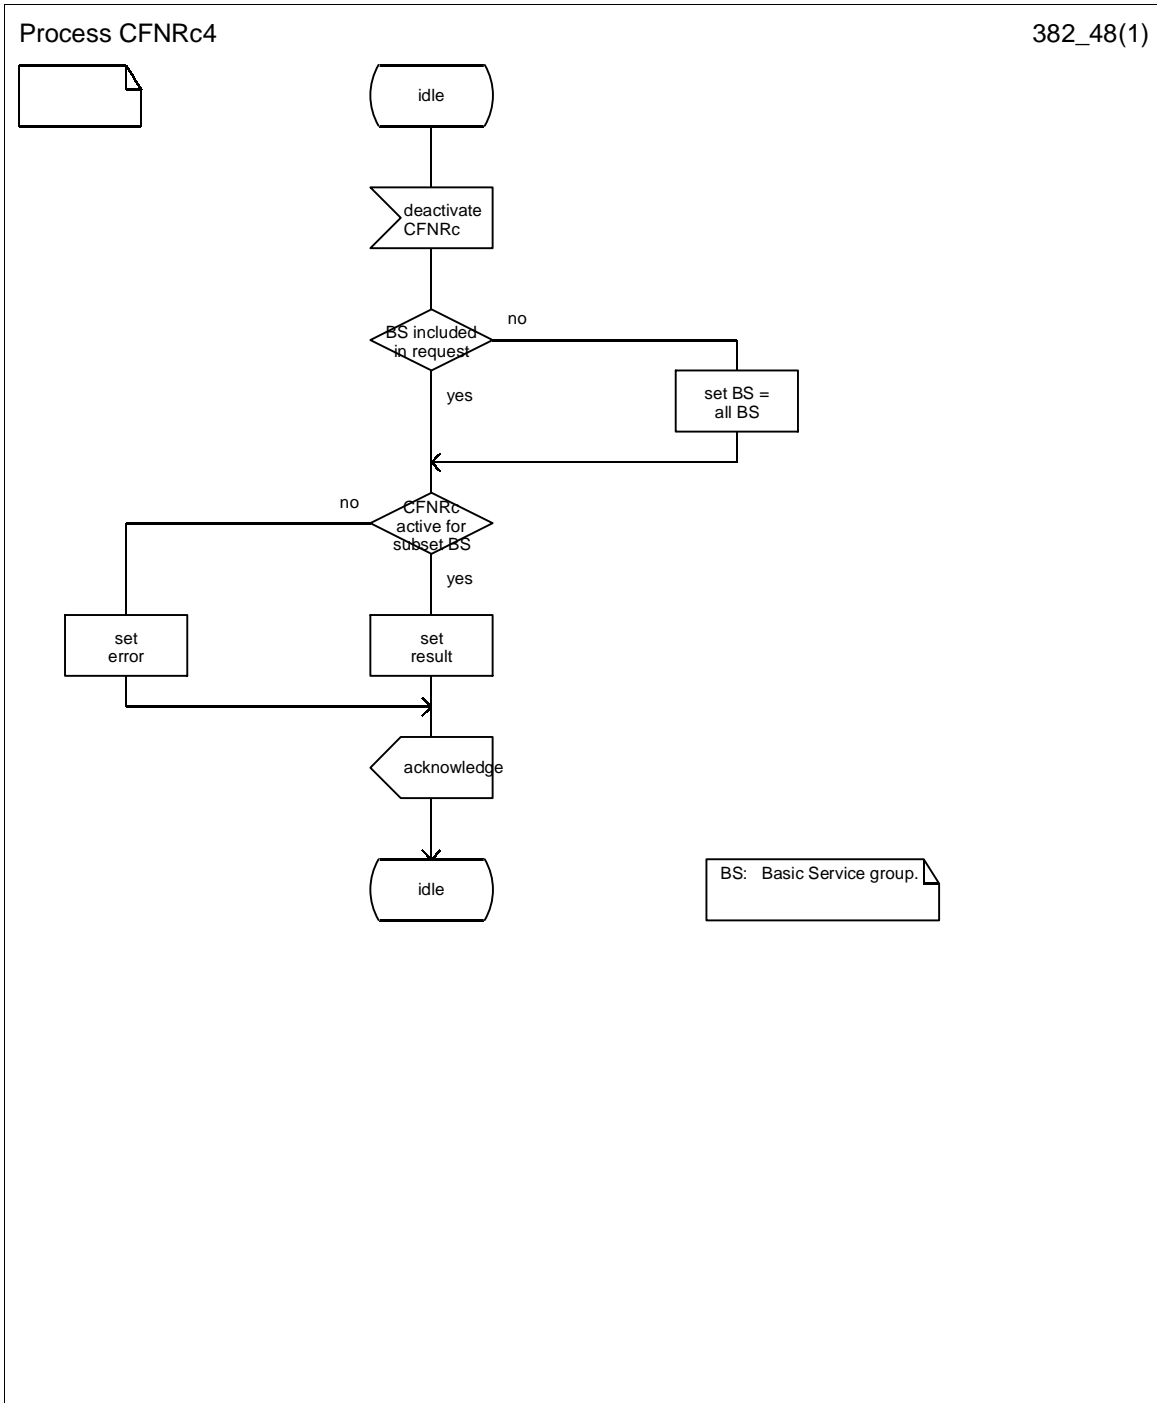 Process CFNRc4
382_48(1)
idle
deactivate
CFNRc
BS included
in request
no
yes
set BS =
all BS
no
CFNRc
active for
subset BS
yes
set
error
set
result
acknowledge
idle
BS: Basic Service group.